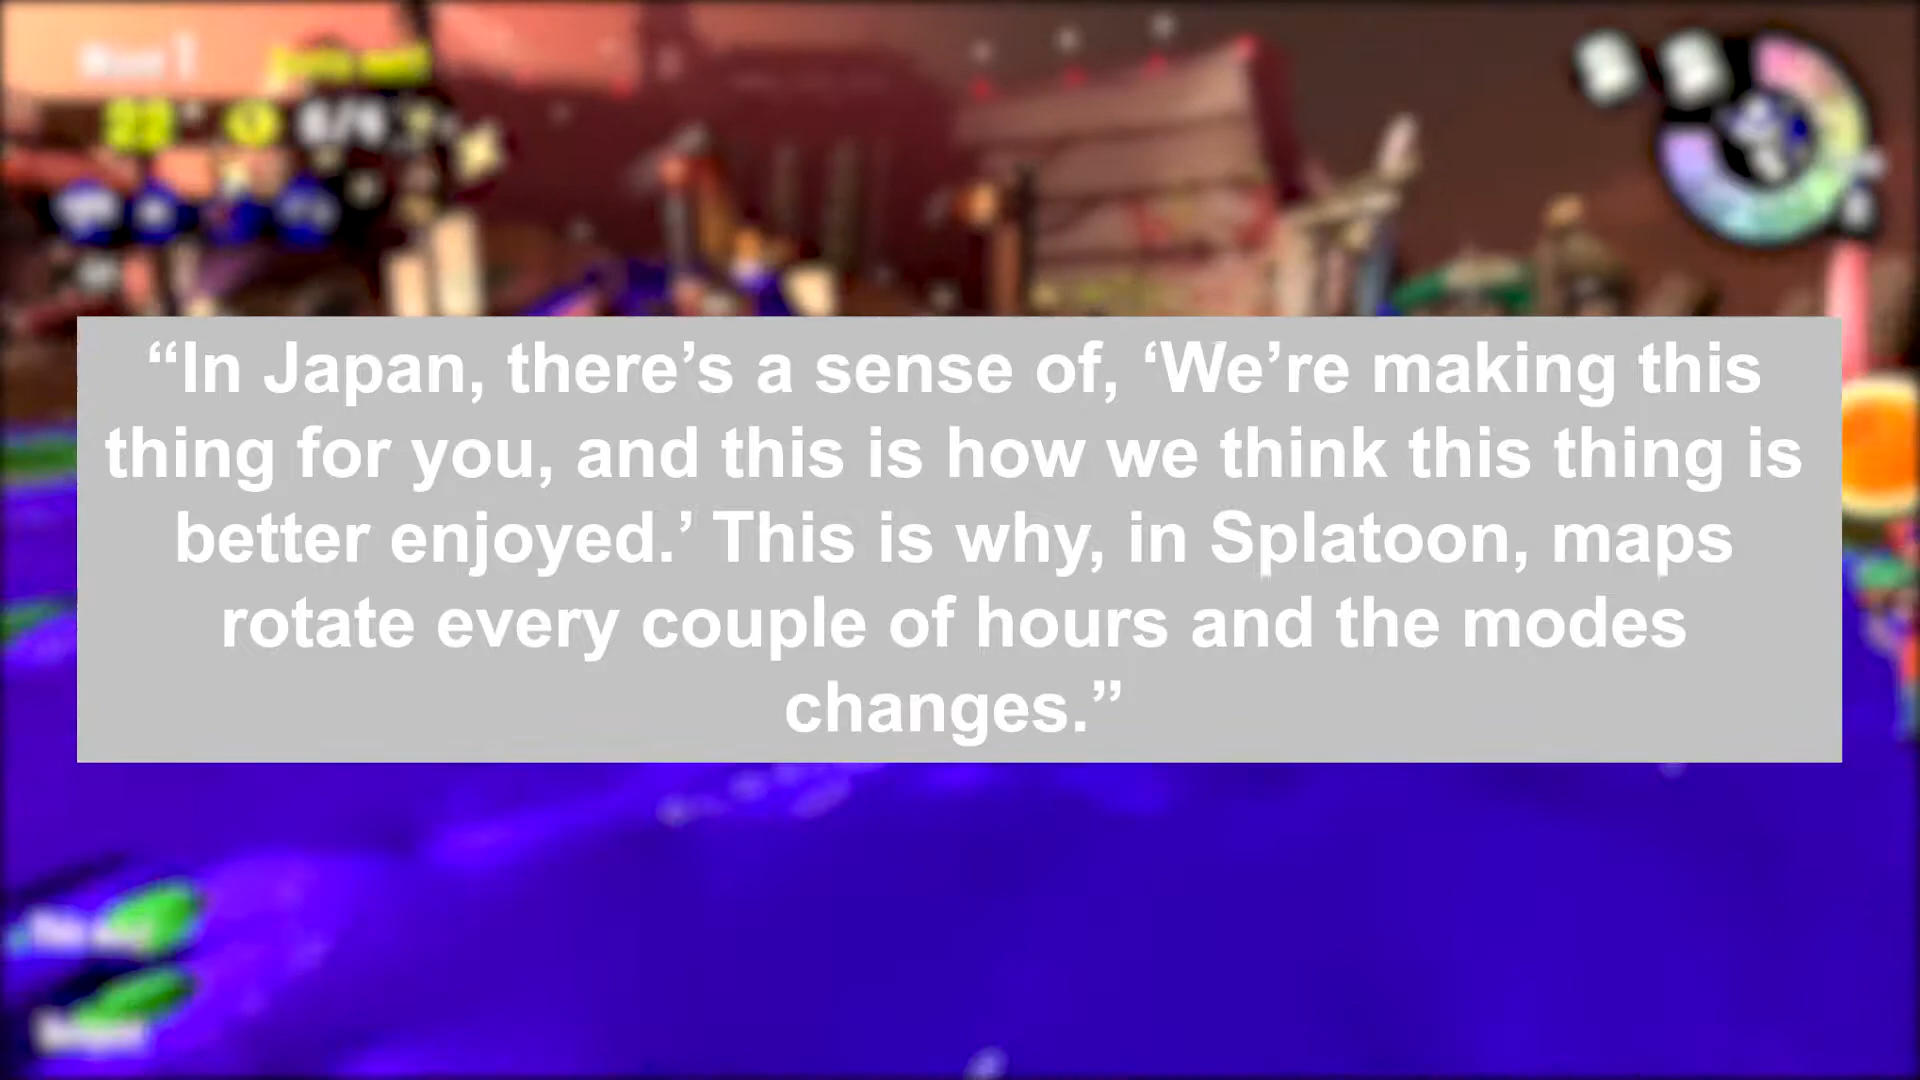 “In Japan, there’s a sense of, ‘We’re making this
thing for you, and this is how we think this thing is
better enjoyed.’ This is why, in Splatoon, maps
rotate every couple of hours and the modes
changes.”
22